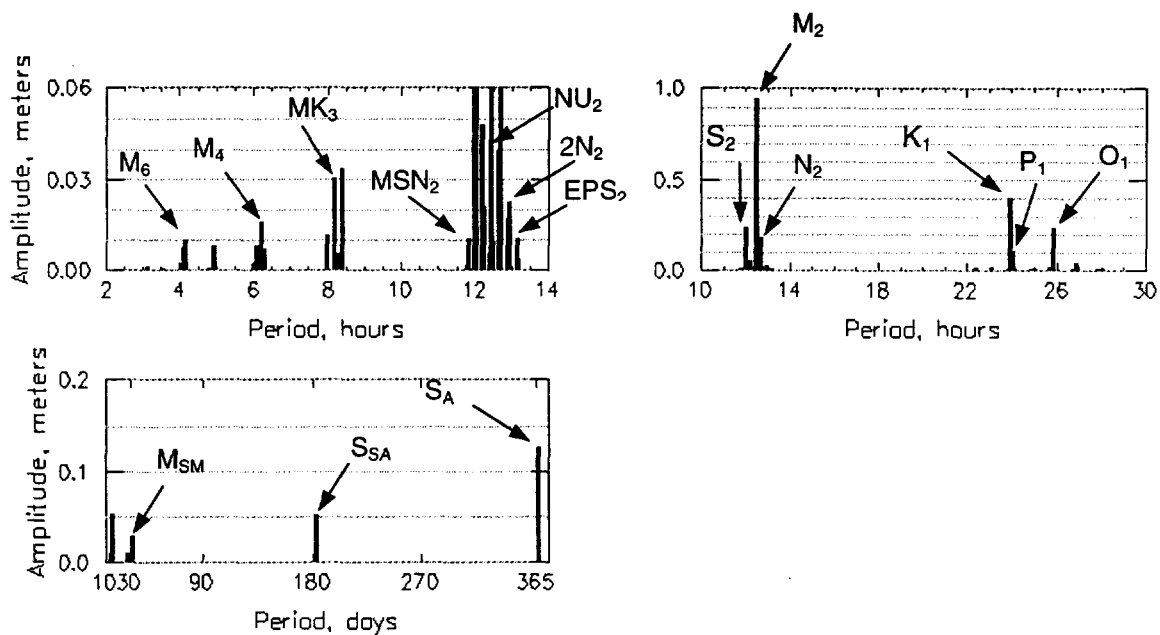 Amplitude, meters
0.06
0.03
0.00
M6
M4
MK3
MSN2
NU2
2N2
EPS2
2 4 6 8 10 12 14
Period, hours
M2
1.0
0.5
0.0
S2
N2
K1
P1
O1
10 14 22 26 30
Period, hours
Amplitude, meters
0.2
0.1
0.0
MSM
SSA
SA
1030 90 180 270 365
Period, days